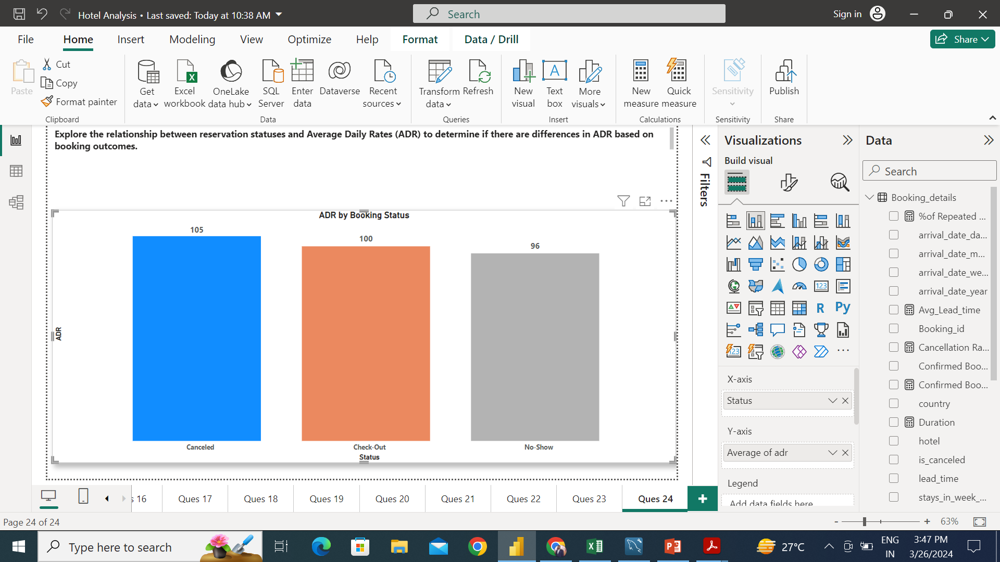 Hotel Analysis • Last saved: Today at 10:38 AM
Search
Sign in
File
Home
Insert
Modeling
View
Optimize
Help
Format
Data / Drill
Share
Paste
Cut
Copy
Format painter
Clipboard
Get data
Excel workbook
OneLake data hub
SQL Server
Enter data
Dataverse
Recent sources
Data
Transform data
Refresh
Queries
New visual
Text box
More visuals
Insert
New measure
Quick measure
Calculations
Sensitivity
Sensitivity
Publish
Share
Explore the relationship between reservation statuses and Average Daily Rates (ADR) to determine if there are differences in ADR based on
booking outcomes.
ADR by Booking Status
105
100
96
ADR
Canceled
Check-Out
No-Show
Status
Filters
Visualizations
Build visual
123
R
Py
123
X-axis
Status
Y-axis
Average of adr
Legend
Add data fields here
Data
Search
Booking_details
%of Repeated ...
arrival_date_da...
arrival_date_m...
arrival_date_we...
arrival_date_year
Avg_Lead_time
Booking_id
Cancellation Ra...
Confirmed Boo...
Confirmed Boo...
country
Duration
hotel
is_canceled
lead_time
stays_in_week_...
s 16
Ques 17
Ques 18
Ques 19
Ques 20
Ques 21
Ques 22
Ques 23
Ques 24
Page 24 of 24
- + 63%
Type here to search
27°C
ENG
IN
3:47 PM
3/26/2024